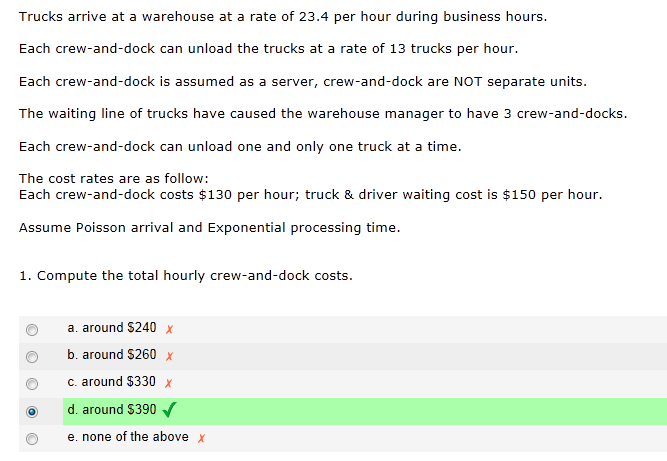 Trucks arrive at a warehouse at a rate of 23.4 per hour during business hours.
Each crew-and-dock can unload the trucks at a rate of 13 trucks per hour.
Each crew-and-dock is assumed as a server, crew-and-dock are NOT separate units.
The waiting line of trucks have caused the warehouse manager to have 3 crew-and-docks.
Each crew-and-dock can unload one and only one truck at a time.
The cost rates are as follow:
Each crew-and-dock costs $130 per hour; truck & driver waiting cost is $150 per hour.
Assume Poisson arrival and Exponential processing time.
1. Compute the total hourly crew-and-dock costs.
a. around $240 ✗
b. around $260 ✗
c. around $330 ✗
d. around $390 ✓
e. none of the above ✗